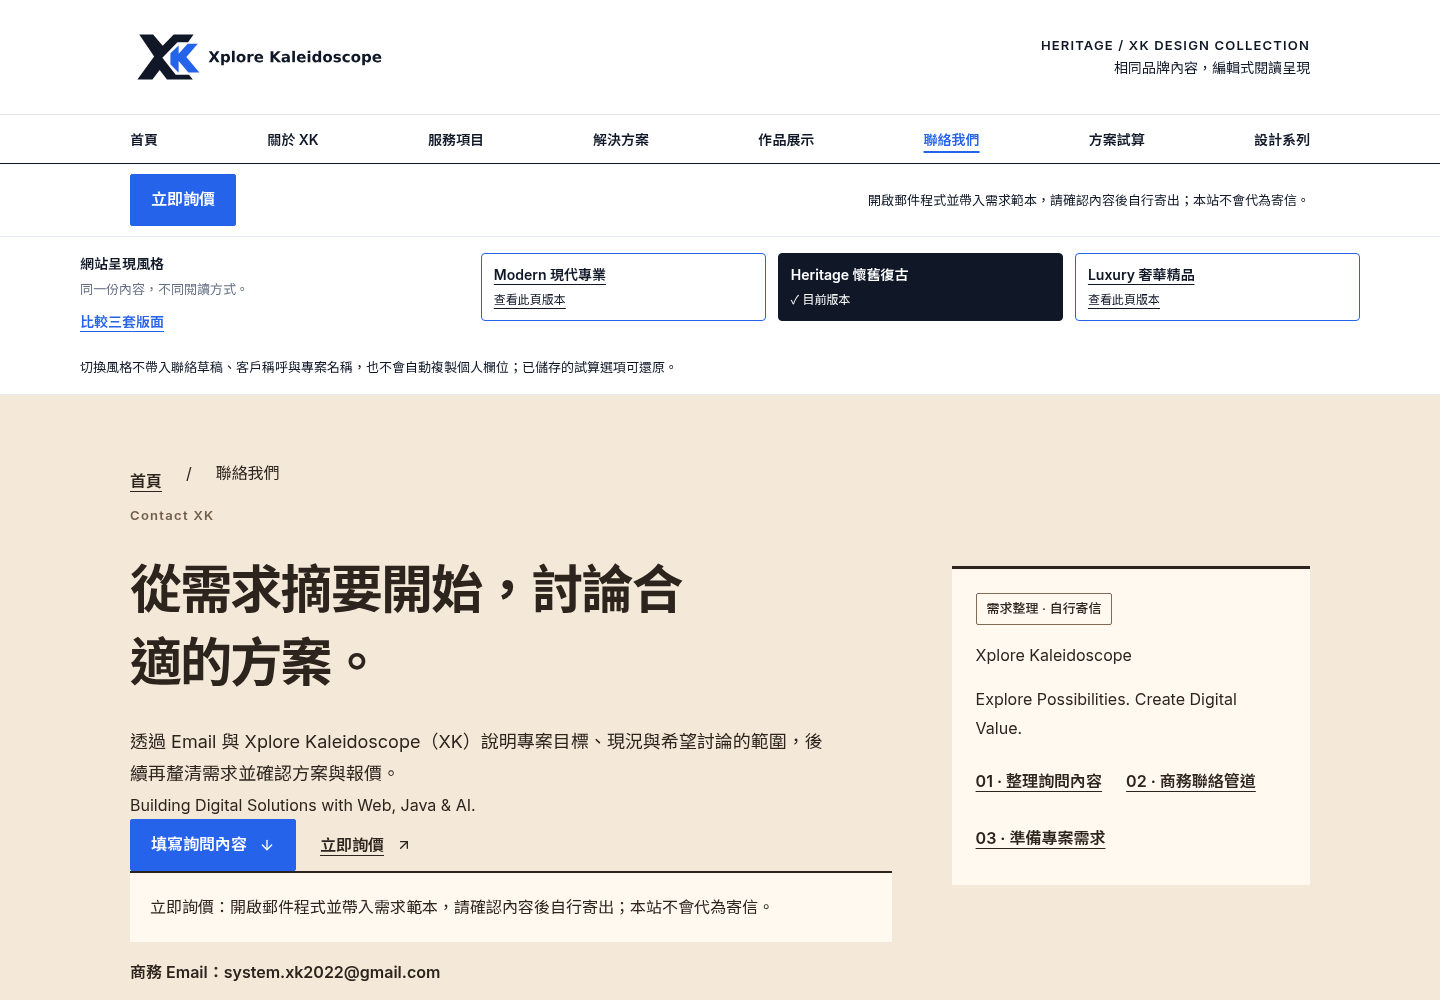 XK Xplore Kaleidoscope
HERITAGE / XK DESIGN COLLECTION
相同品牌內容，編輯式閱讀呈現
首頁
關於 XK
服務項目
解決方案
作品展示
聯絡我們
方案試算
設計系列
立即詢價
開啟郵件程式並帶入需求範本，請確認內容後自行寄出；本站不會代為寄信。
網站呈現風格
同一份內容，不同閱讀方式。
比較三套版面
Modern 現代專業
查看此頁版本
Heritage 懷舊復古
✓ 目前版本
Luxury 奢華精品
查看此頁版本
切換風格不帶入聯絡草稿、客戶稱呼與專案名稱，也不會自動複製個人欄位；已儲存的試算選項可還原。
首頁 / 聯絡我們
Contact XK
從需求摘要開始，討論合
適的方案。
透過 Email 與 Xplore Kaleidoscope（XK）說明專案目標、現況與希望討論的範圍，後
續再釐清需求並確認方案與報價。
Building Digital Solutions with Web, Java & AI.
填寫詢問內容 ↓
立即詢價 ↗
立即詢價：開啟郵件程式並帶入需求範本，請確認內容後自行寄出；本站不會代為寄信。
商務 Email：system.xk2022@gmail.com
需求整理 · 自行寄信
Xplore Kaleidoscope
Explore Possibilities. Create Digital
Value.
01 · 整理詢問內容
02 · 商務聯絡管道
03 · 準備專案需求